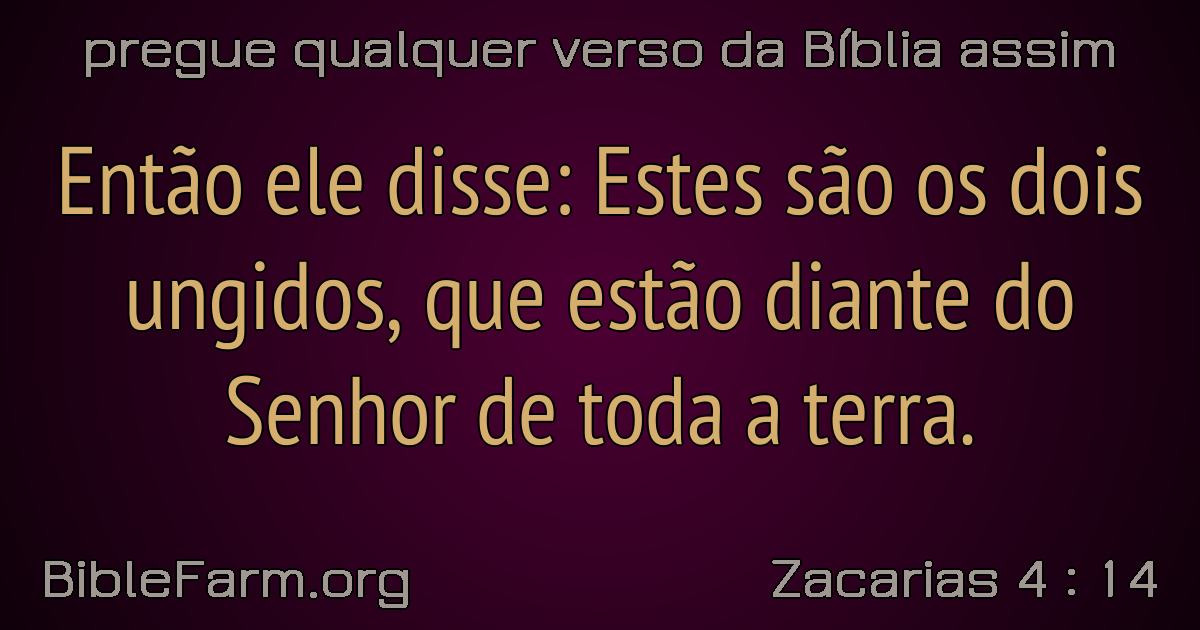 pregue qualquer verso da Bíblia assim
Então ele disse: Estes são os dois
ungidos, que estão diante do
Senhor de toda a terra.
BibleFarm.org
Zacarias 4 : 14